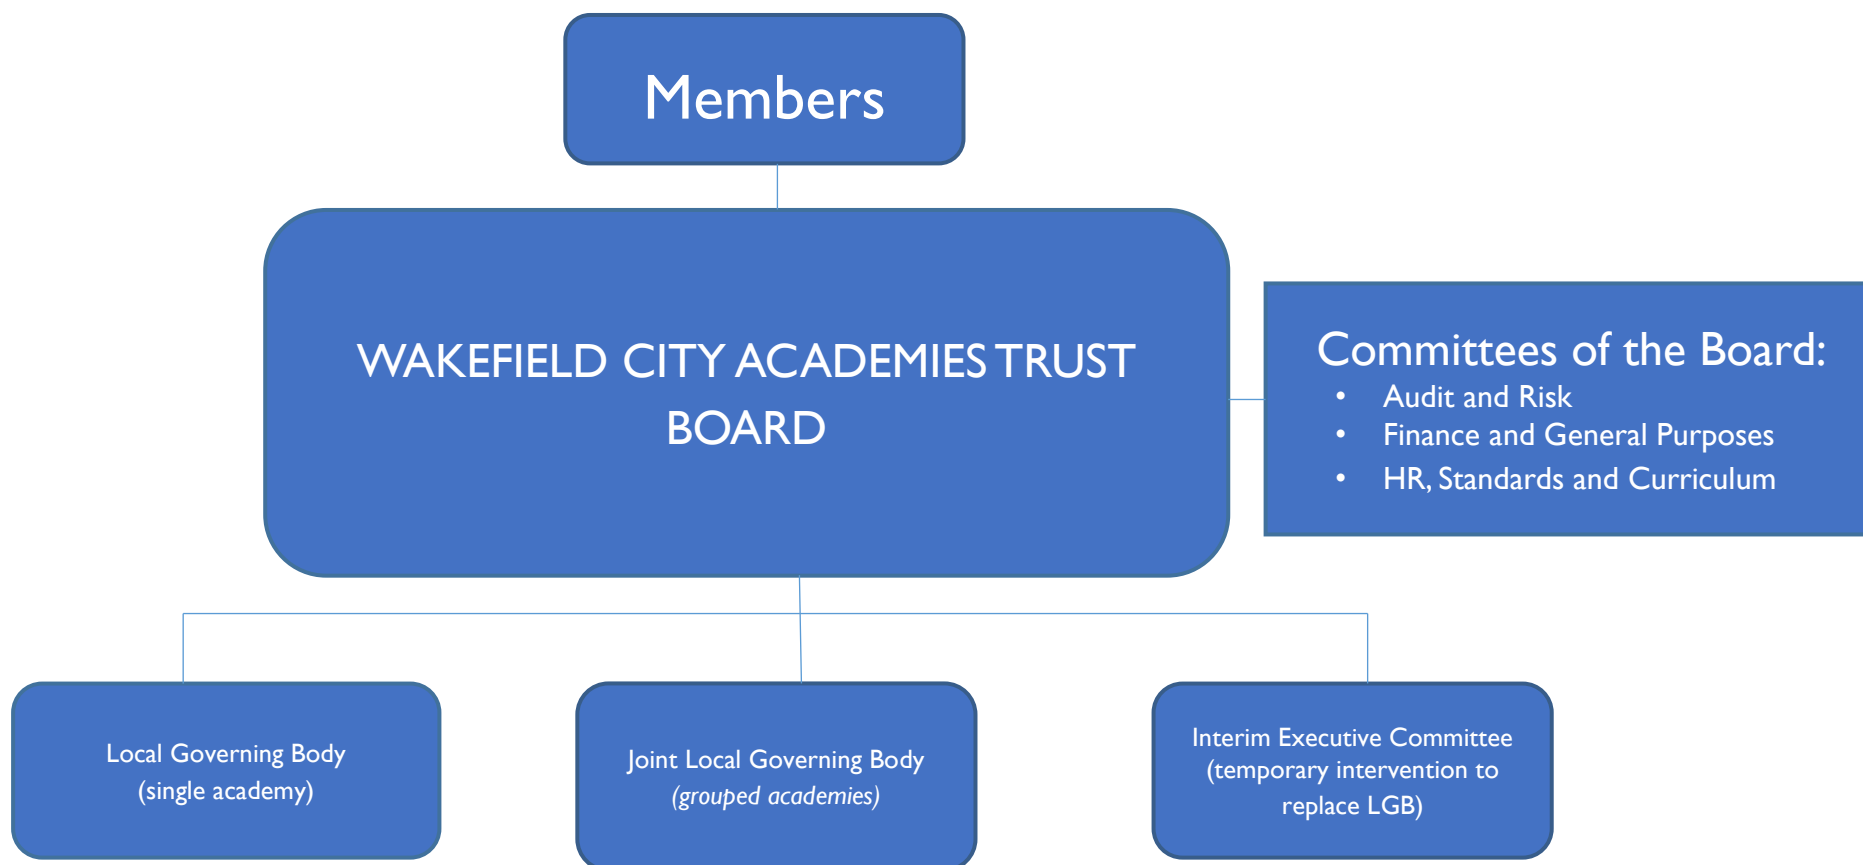 Members
WAKEFIELD CITY ACADEMIES TRUST
BOARD
Committees of the Board:
• Audit and Risk
• Finance and General Purposes
• HR, Standards and Curriculum
Local Governing Body
(single academy)
Joint Local Governing Body
(grouped academies)
Interim Executive Committee
(temporary intervention to
replace LGB)